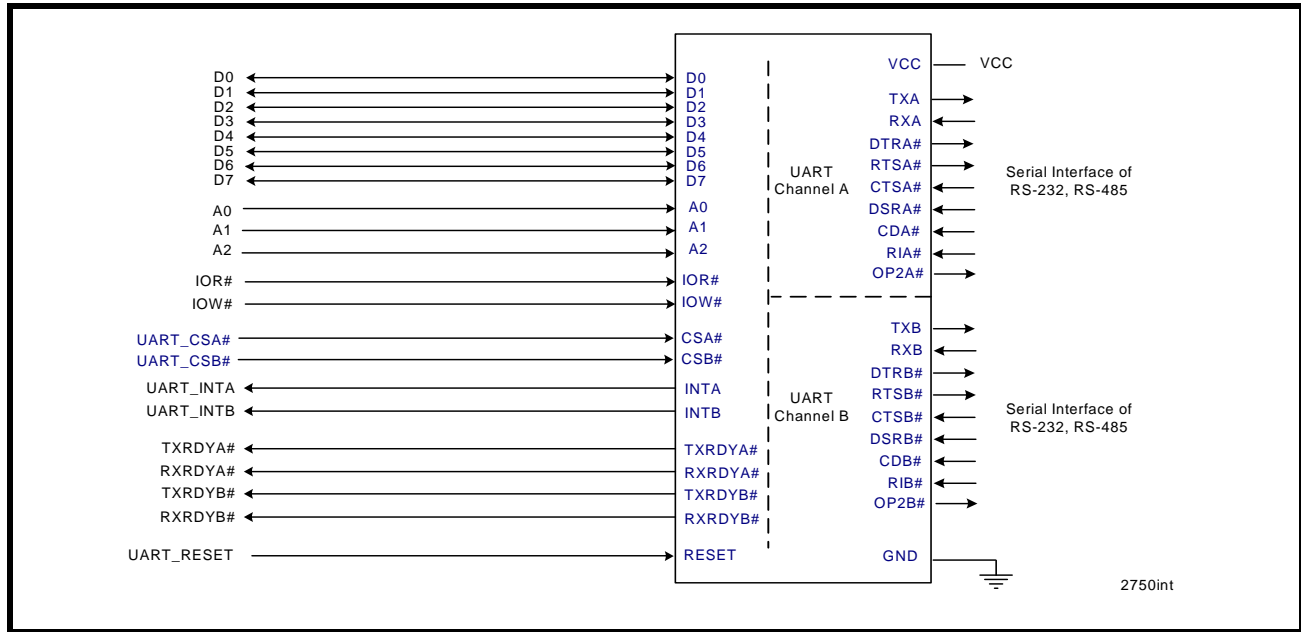 D0
D1
D2
D3
D4
D5
D6
D7
A0
A1
A2
IOR#
IOW#
UART_CSA#
UART_CSB#
UART_INTA
UART_INTB
TXRDYA#
RXRDYA#
TXRDYB#
RXRDYB#
UART_RESET
D0
D1
D2
D3
D4
D5
D6
D7
A0
A1
A2
IOR#
IOW#
CSA#
CSB#
INTA
INTB
TXRDYA#
RXRDYA#
TXRDYB#
RXRDYB#
RESET
UART
Channel A
UART
Channel B
VCC
TXA
RXA
DTRA#
RTSA#
CTSA#
DSRA#
CDA#
RIA#
OP2A#
TXB
RXB
DTRB#
RTSB#
CTSB#
DSRB#
CDB#
RIB#
OP2B#
GND
VCC
Serial Interface of
RS-232, RS-485
Serial Interface of
RS-232, RS-485
2750int